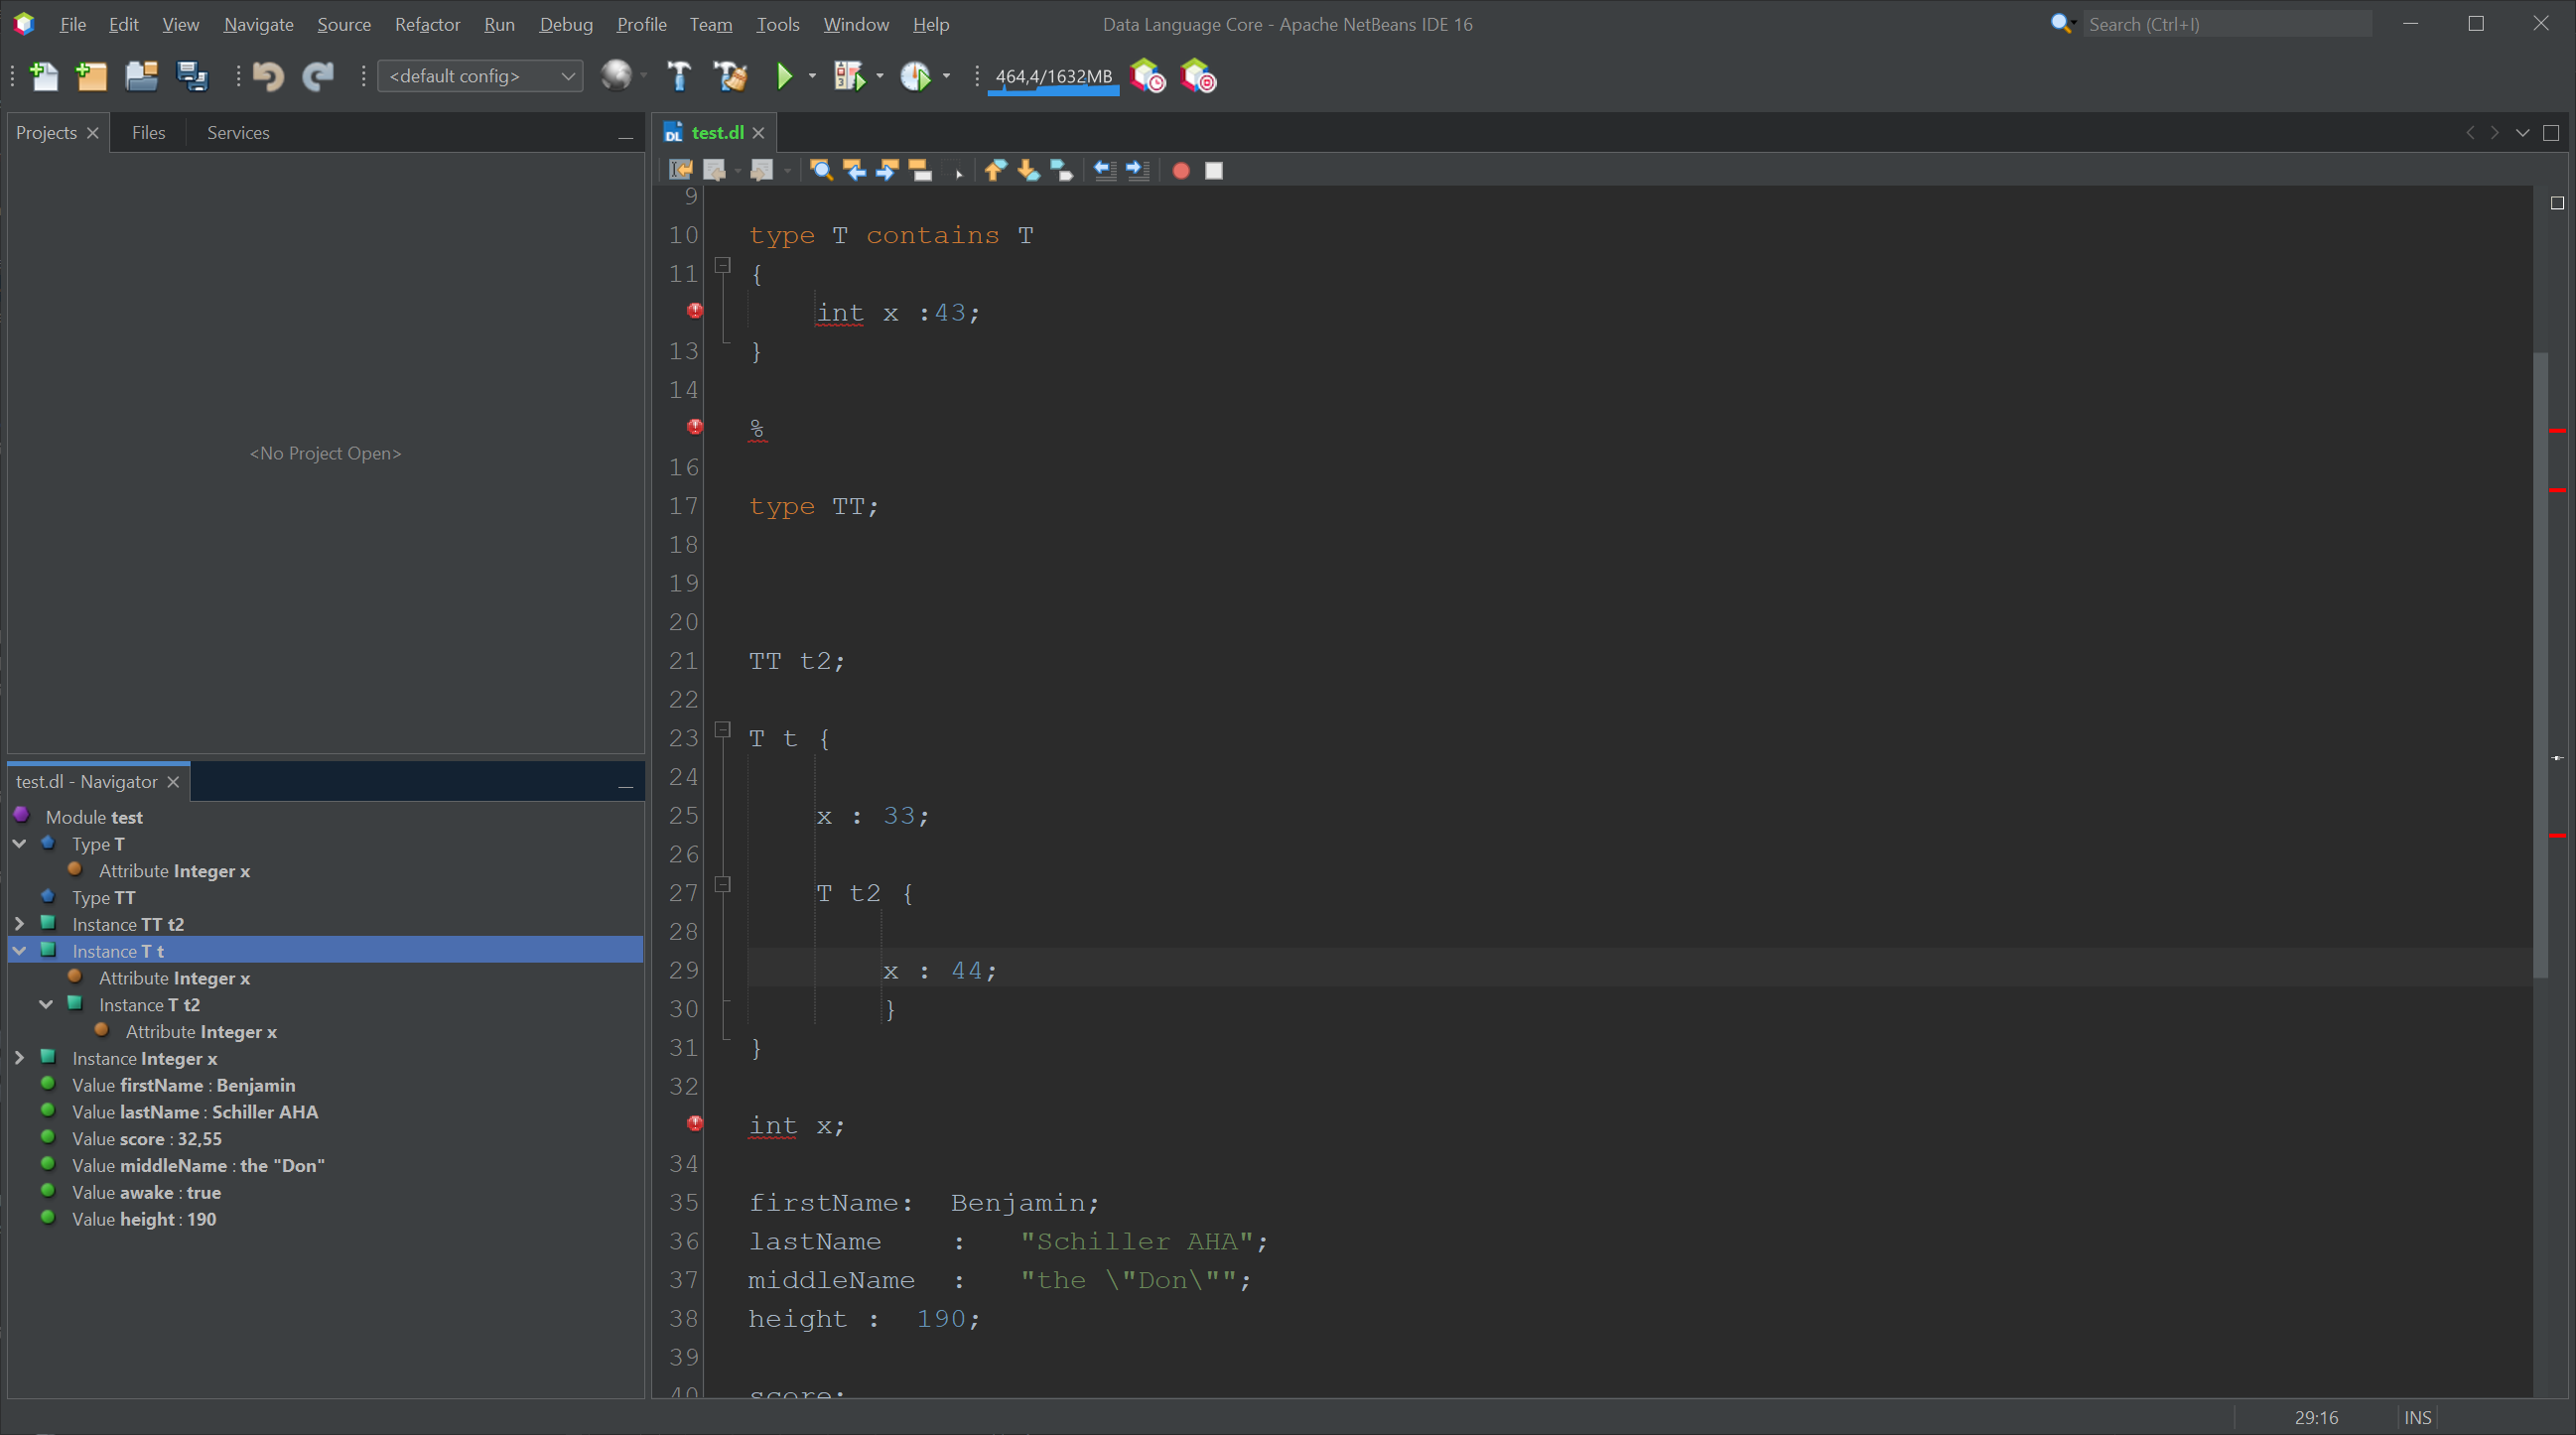 File Edit View Navigate Source Refactor Run Debug Profile Team Tools Window Help
Data Language Core - Apache NetBeans IDE 16
Search (Ctrl+I)
<default config>
464,4/1632MB
Projects Files Services
<No Project Open>
test.dl - Navigator
Module test
Type T
Attribute Integer x
Type TT
Instance TT t2
Instance T t
Attribute Integer x
Instance T t2
Attribute Integer x
Instance Integer x
Value firstName : Benjamin
Value lastName : Schiller AHA
Value score : 32,55
Value middleName : the "Don"
Value awake : true
Value height : 190
DL test.dl
9
10 type T contains T
11 {
int x :43;
13 }
14
%
16
17 type TT;
18
19
20
21 TT t2;
22
23 T t {
24
25 x : 33;
26
27 T t2 {
28
29 x : 44;
30 }
31 }
32
int x;
34
35 firstName: Benjamin;
36 lastName : "Schiller AHA";
37 middleName : "the \"Don\"";
38 height : 190;
39
40 score:
29:16 INS